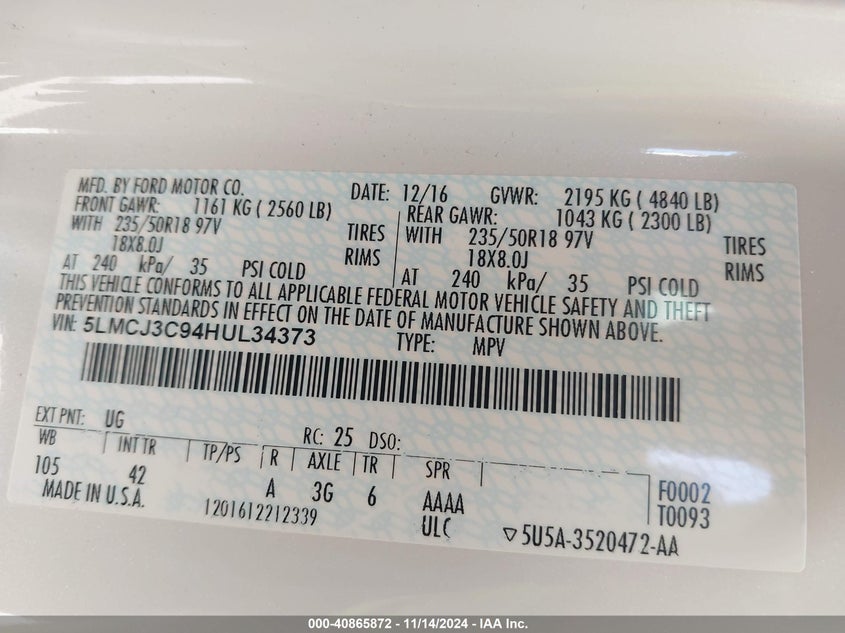 MFD. BY FORD MOTOR CO. DATE: 12/16 GVWR: 2195 KG ( 4840 LB)
FRONT GAWR: 1161 KG ( 2560 LB) REAR GAWR: 1043 KG ( 2300 LB)
WITH 235/50R18 97V TIRES WITH 235/50R18 97V TIRES
18X8.0J RIMS 18X8.0J RIMS
AT 240 kPa/ 35 PSI COLD AT 240 kPa/ 35 PSI COLD
THIS VEHICLE CONFORMS TO ALL APPLICABLE FEDERAL MOTOR VEHICLE SAFETY AND THEFT
PREVENTION STANDARDS IN EFFECT ON THE DATE OF MANUFACTURE SHOWN ABOVE.
VIN: 5LMCJ3C94HUL34373 TYPE: MPV
EXT PNT: UG RC: 25 DSO:
WB INT TR TP/PS R AXLE TR SPR
105 42 A 3G 6 AAAA F0002
MADE IN U.S.A. 1201612212339 ULC T0093
▽5U5A-3520472-AA
000-40865872 - 11/14/2024 - IAA Inc.